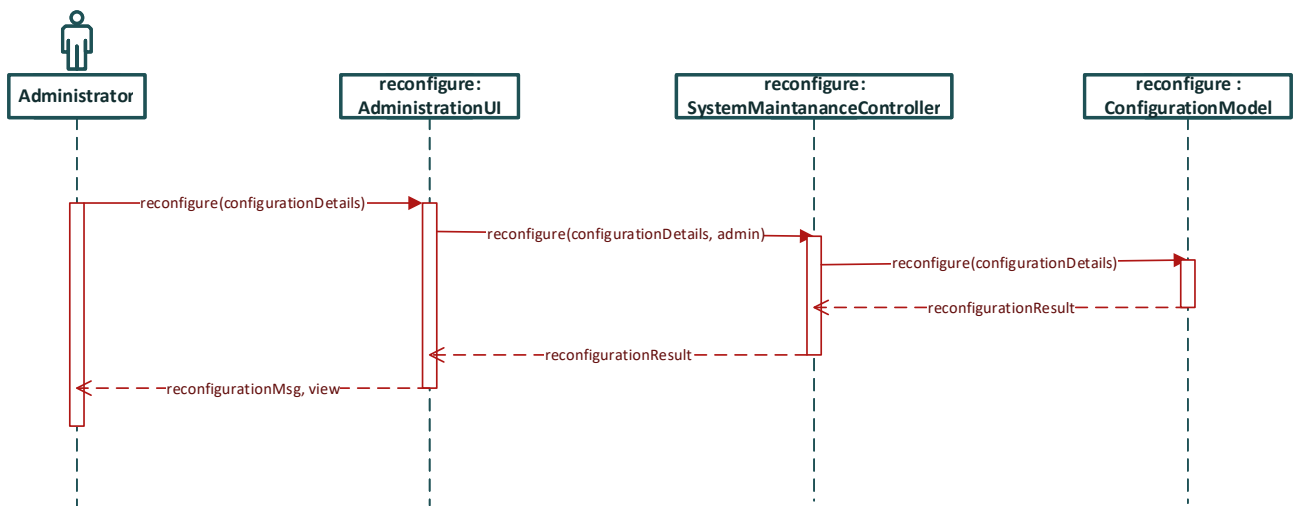 Administrator
reconfigure:
AdministrationUI
reconfigure:
SystemMaintananceController
reconfigure :
ConfigurationModel
reconfigure(configurationDetails)
reconfigure(configurationDetails, admin)
reconfigure(configurationDetails)
reconfigurationResult
reconfigurationResult
reconfigurationMsg, view